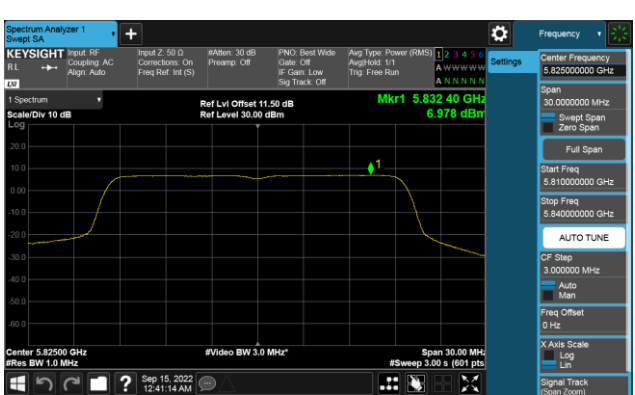 Spectrum Analyzer 1
Swept SA
Frequency
KEYSIGHT
RL
LXI
Input: RF
Coupling: AC
Align: Auto
Input Z: 50 Ω
Corrections: On
Freq Ref: Int (S)
#Atten: 30 dB
Preamp: Off
PNO: Best Wide
Gate: Off
IF Gain: Low
Sig Track: Off
Avg Type: Power (RMS)
Avg|Hold: 1/1
Trig: Free Run
1 2 3 4 5 6
A W W W W W
A N N N N N
1 Spectrum
Scale/Div 10 dB
Ref Lvl Offset 11.50 dB
Ref Level 30.00 dBm
Mkr1 5.832 40 GHz
6.978 dBm
Log
20.0
10.0
0.00
-10.0
-20.0
-30.0
-40.0
-50.0
-60.0
1
Center 5.82500 GHz
#Res BW 1.0 MHz
#Video BW 3.0 MHz*
Span 30.00 MHz
#Sweep 3.00 s (601 pts
Sep 15, 2022
12:41:14 AM
Settings
Center Frequency
5.825000000 GHz
Span
30.0000000 MHz
Swept Span
Zero Span
Full Span
Start Freq
5.810000000 GHz
Stop Freq
5.840000000 GHz
AUTO TUNE
CF Step
3.000000 MHz
Auto
Man
Freq Offset
0 Hz
X Axis Scale
Log
Lin
Signal Track
(Span Zoom)